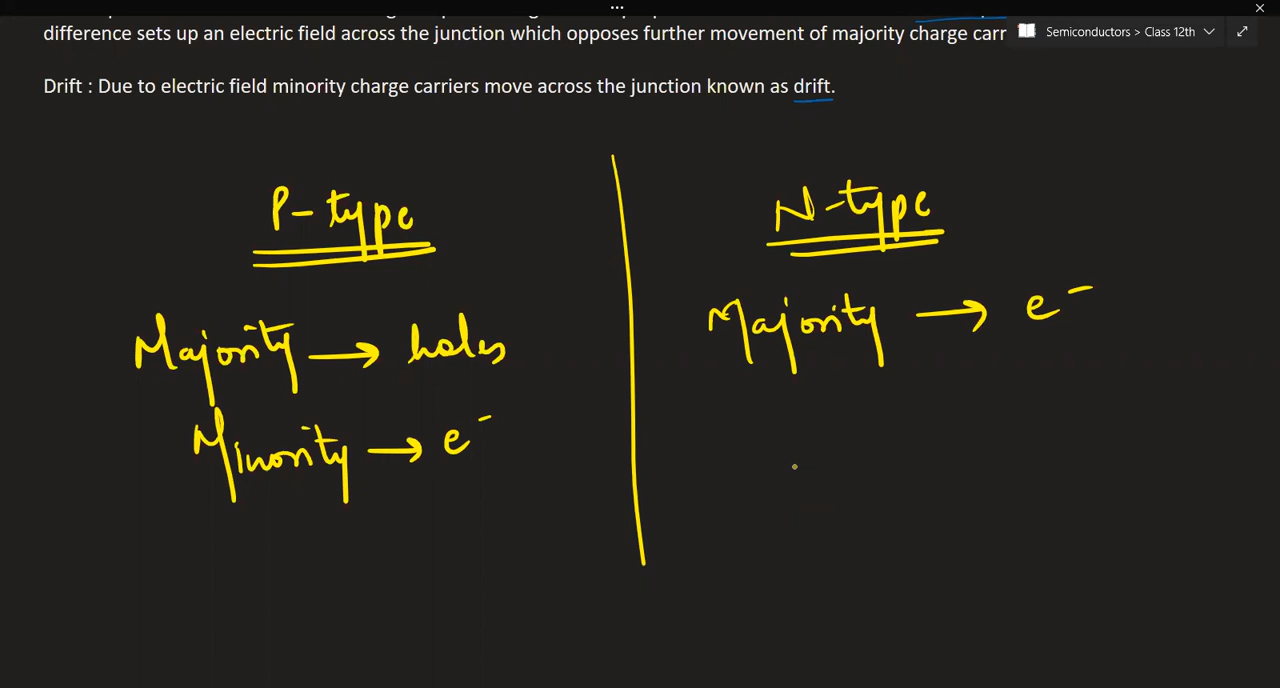 difference sets up an electric field across the junction which opposes further movement of majority charge carr
Semiconductors > Class 12th
Drift : Due to electric field minority charge carriers move across the junction known as drift.
P-type
N-type
Majority → holes
Majority → e⁻
Minority → e⁻